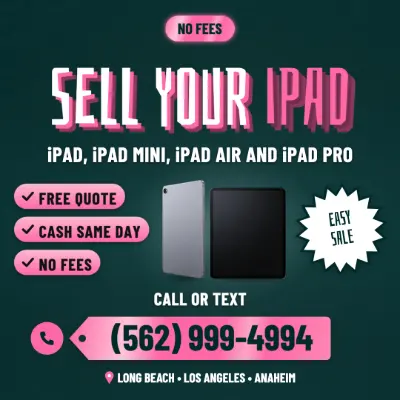 NO FEES
SELL YOUR IPAD
iPAD, iPAD MINI, iPAD AIR AND iPAD PRO
FREE QUOTE
CASH SAME DAY
NO FEES
EASY
SALE
CALL OR TEXT
(562) 999-4994
LONG BEACH • LOS ANGELES • ANAHEIM